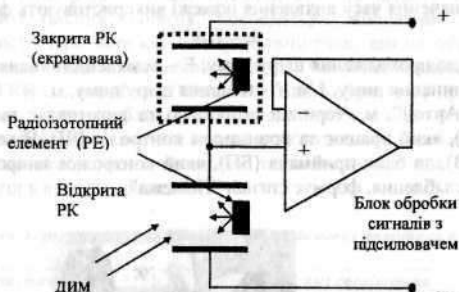 Закрита РК
(екранована)
Радіоізотопний
елемент (РЕ)
Відкрита
РК
дим
+
+
Блок обробки
сигналів з
підсилювачем